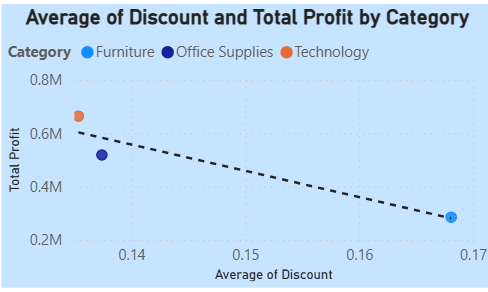 Average of Discount and Total Profit by Category
Category Furniture Office Supplies Technology
0.8M
0.6M
0.4M
0.2M
Total Profit
0.14 0.15 0.16 0.17
Average of Discount